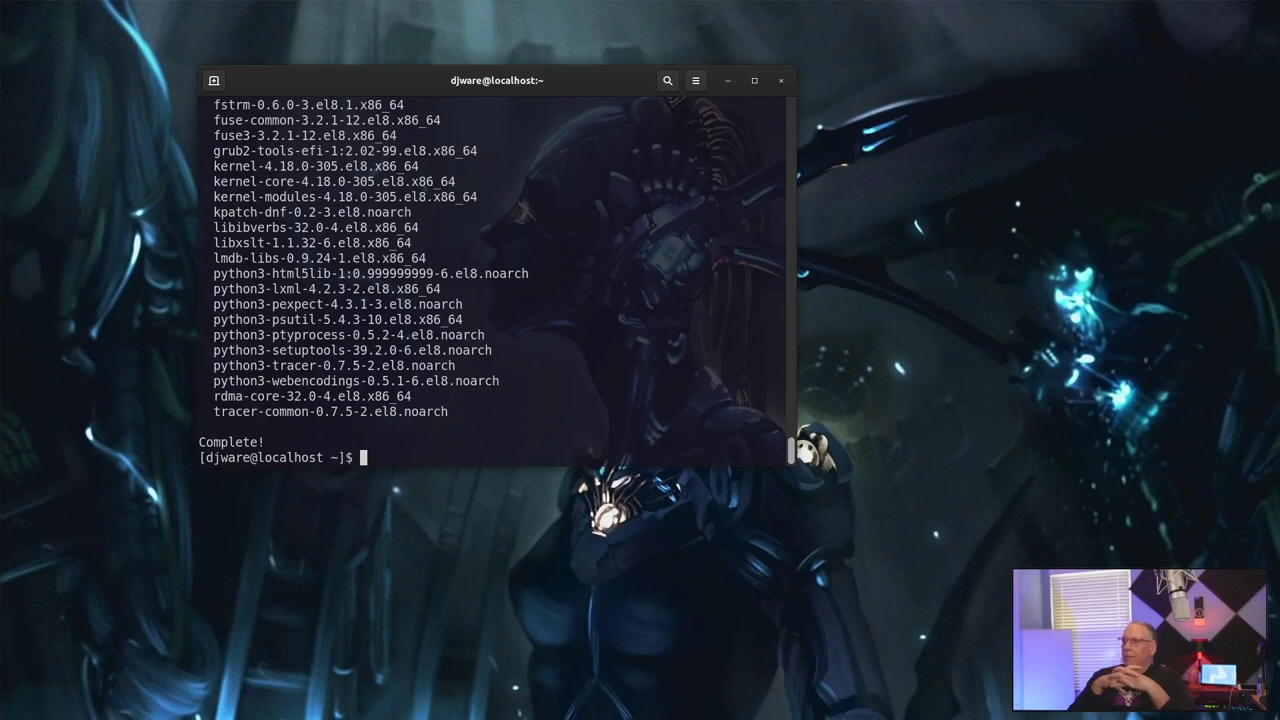 djware@localhost:~
fstrm-0.6.0-3.el8.1.x86_64
fuse-common-3.2.1-12.el8.x86_64
fuse3-3.2.1-12.el8.x86_64
grub2-tools-efi-1:2.02-99.el8.x86_64
kernel-4.18.0-305.el8.x86_64
kernel-core-4.18.0-305.el8.x86_64
kernel-modules-4.18.0-305.el8.x86_64
kpatch-dnf-0.2-3.el8.noarch
libibverbs-32.0-4.el8.x86_64
libxslt-1.1.32-6.el8.x86_64
lmdb-libs-0.9.24-1.el8.x86_64
python3-html5lib-1:0.999999999-6.el8.noarch
python3-lxml-4.2.3-2.el8.x86_64
python3-pexpect-4.3.1-3.el8.noarch
python3-psutil-5.4.3-10.el8.x86_64
python3-ptyprocess-0.5.2-4.el8.noarch
python3-setuptools-39.2.0-6.el8.noarch
python3-tracer-0.7.5-2.el8.noarch
python3-webencodings-0.5.1-6.el8.noarch
rdma-core-32.0-4.el8.x86_64
tracer-common-0.7.5-2.el8.noarch
Complete!
[djware@localhost ~]$